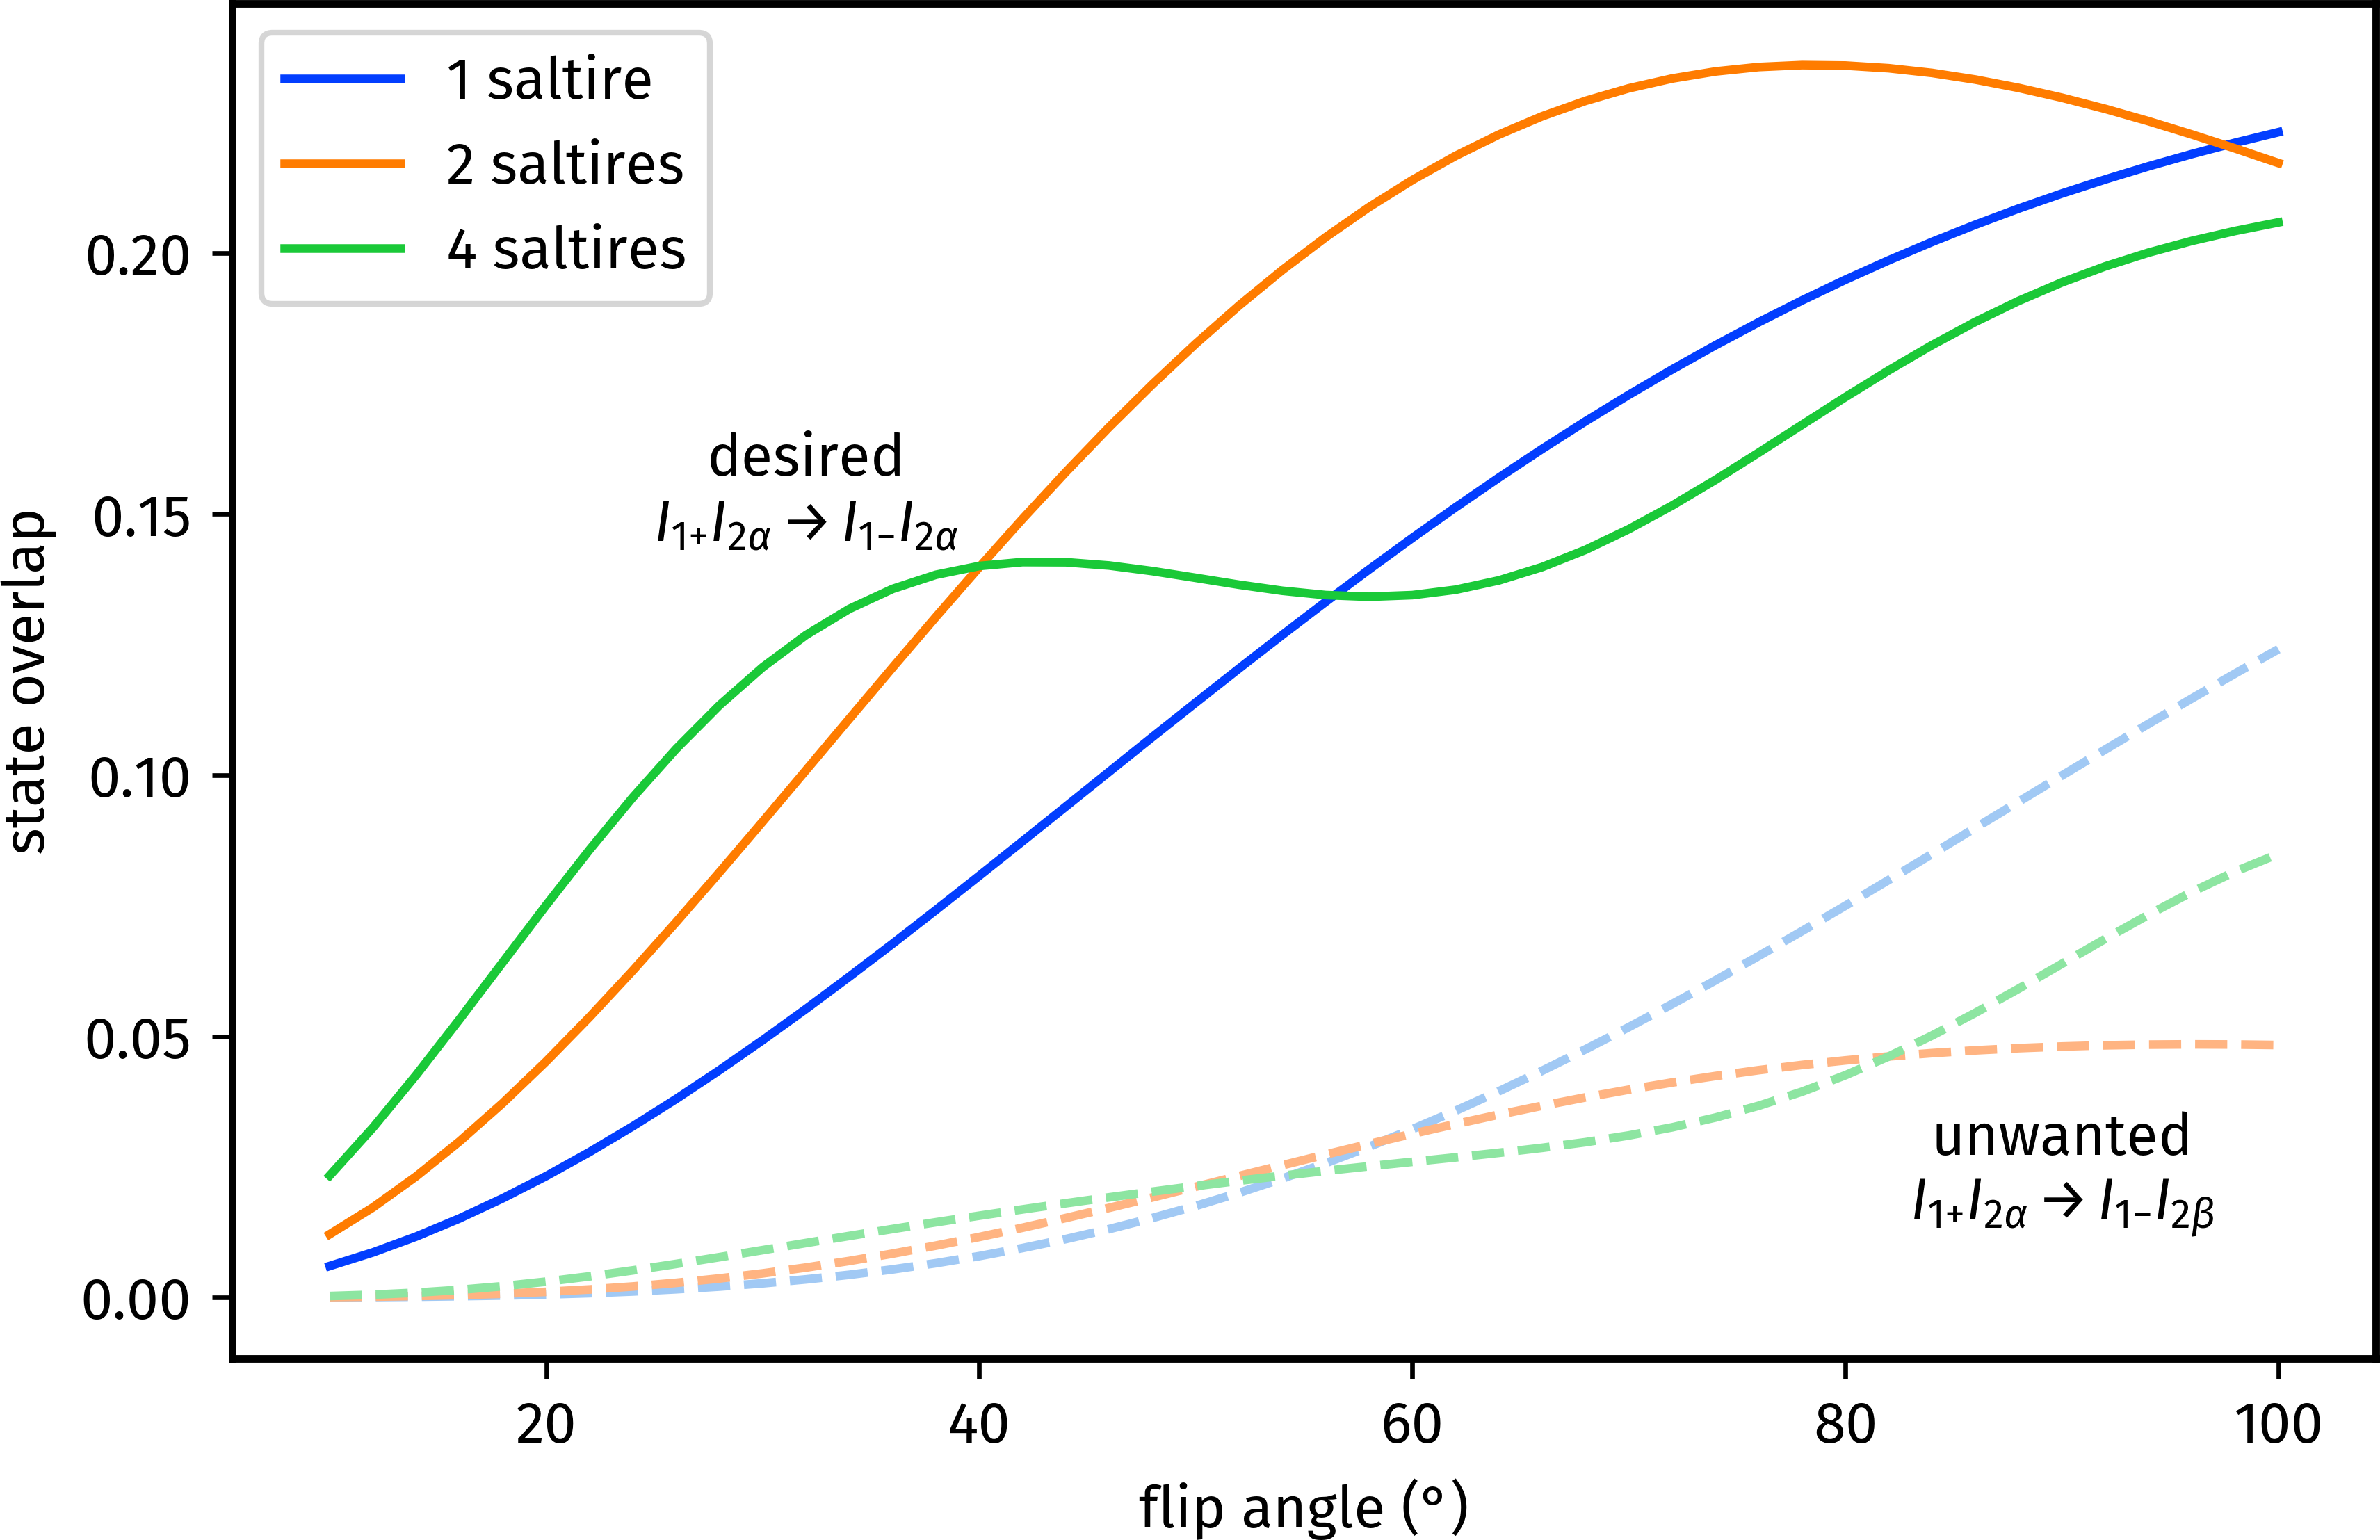 1 saltire
2 saltires
4 saltires
desired
I₁₊I₂α → I₁₋I₂α
unwanted
I₁₊I₂α → I₁₋I₂β
state overlap
0.20
0.15
0.10
0.05
0.00
20 40 60 80 100
flip angle (°)